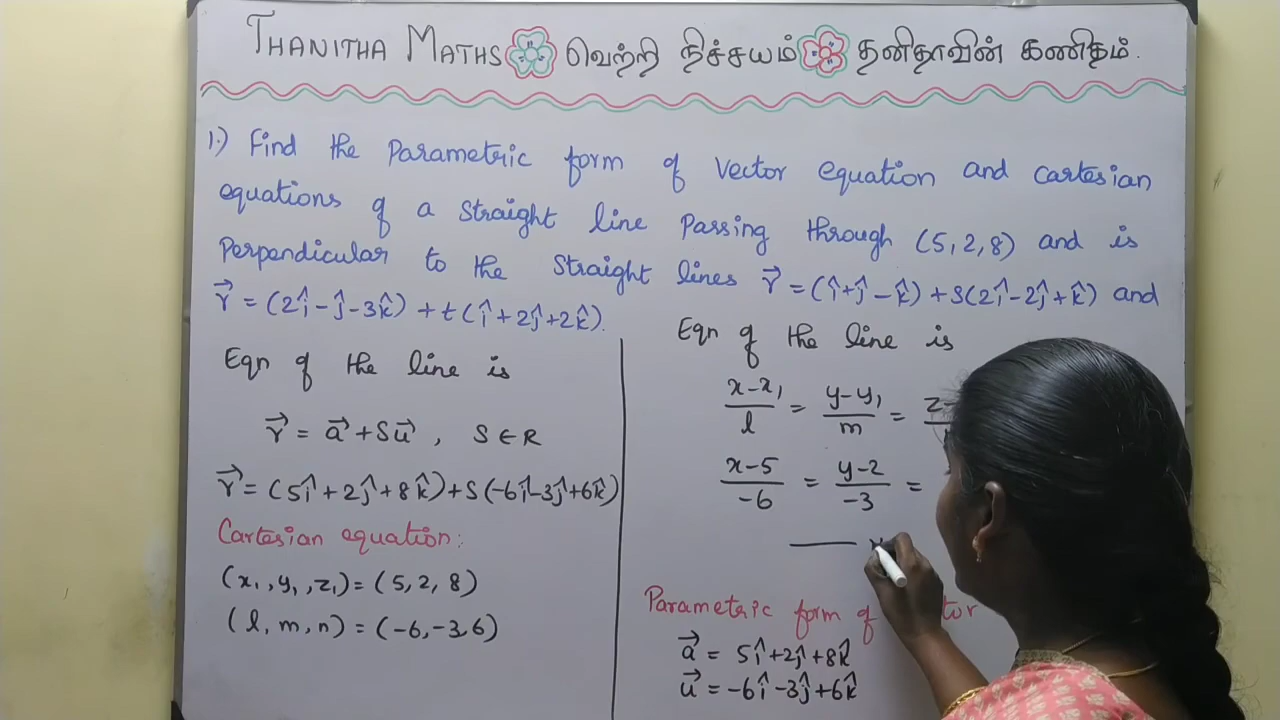 THANITHA MATHS வெற்றி நிச்சயம் தனிதாவின் கணிதம்.
1.) Find the Parametric form of vector equation and cartesian
equations of a straight line Passing through (5, 2, 8) and is
Perpendicular to the straight lines r⃗ = (î+ĵ-k̂) + s(2î-2ĵ+k̂) and
r⃗ = (2î-ĵ-3k̂) + t(î+2ĵ+2k̂).
Eqn of the line is
r⃗ = a⃗ + su⃗ , s ∈ R
r⃗ = (5î+2ĵ+8k̂)+s(-6î-3ĵ+6k̂)
Cartesian equation:
(x₁, y₁, z₁) = (5, 2, 8)
(l, m, n) = (-6, -3, 6)
Eqn of the line is
x-x₁/l = y-y₁/m = z-
x-5/-6 = y-2/-3 =
Parametric form of
a⃗ = 5î+2ĵ+8k̂
u⃗ = -6î-3ĵ+6k̂